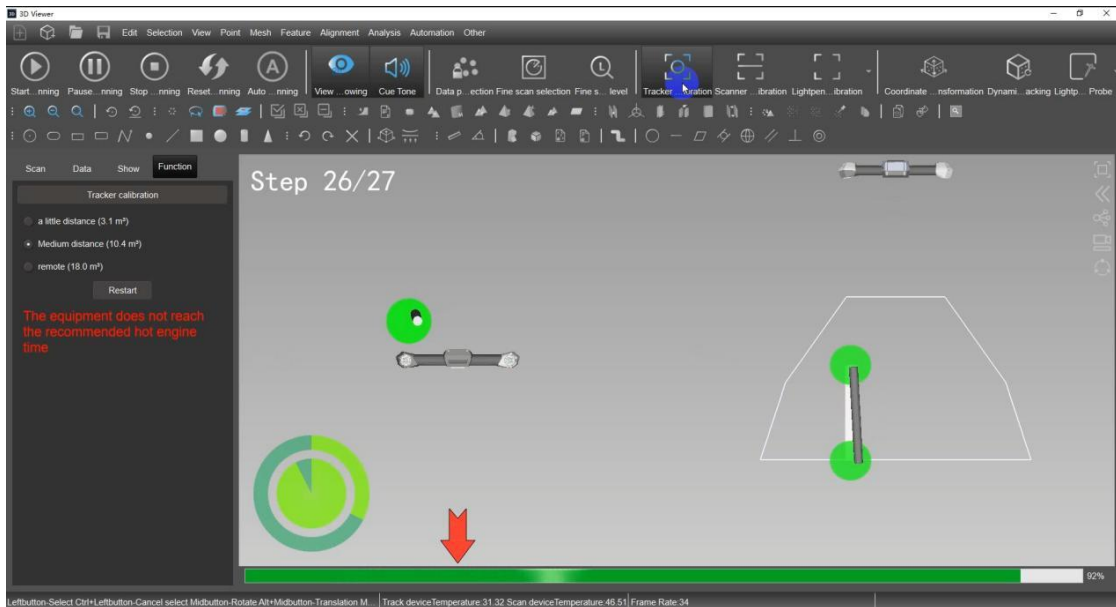 3D Viewer
Edit Selection View Point Mesh Feature Alignment Analysis Automation Other
Start...nning Pause...nning Stop ...nning Reset...nning Auto ...nning View ...owing Cue Tone Data p...ection Fine scan selection Fine s... level Tracker ...ibration Scanner ...ibration Lightpen...ibration Coordinate ...nsformation Dynami...acking Lightp... Probe
Scan Data Show Function
Tracker calibration
a little distance (3.1 m³)
Medium distance (10.4 m³)
remote (18.0 m³)
Restart
The equipment does not reach
the recommended hot engine
time
Step 26/27
92%
Leftbutton-Select Ctrl+Leftbutton-Cancel select Midbutton-Rotate Alt+Midbutton-Translation M... Track deviceTemperature:31.32 Scan deviceTemperature:46.51 Frame Rate:34